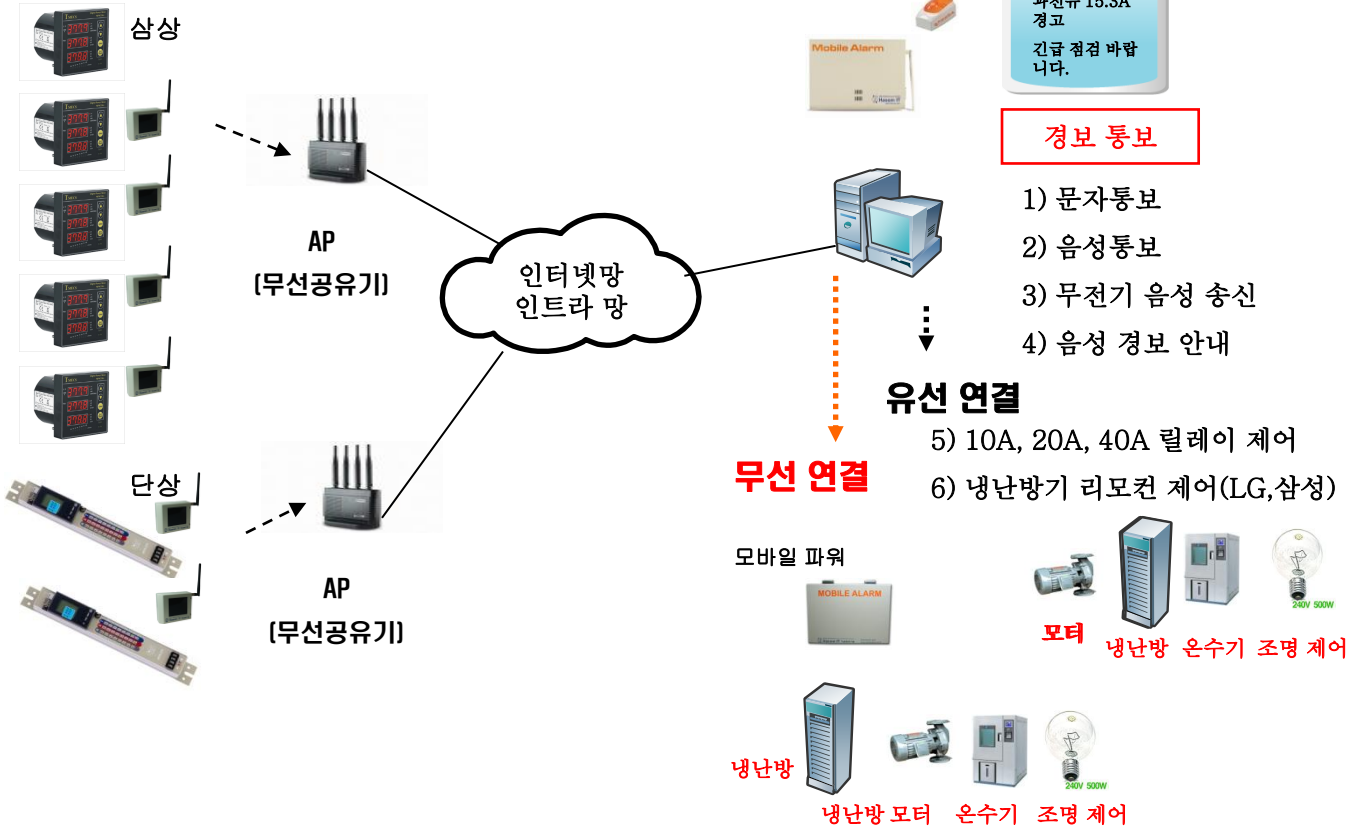 삼상
단상
AP
(무선공유기)
AP
(무선공유기)
인터넷망
인트라 망
Mobile Alarm
과전류 15.3A
경고
긴급 점검 바랍
니다.
경보 통보
1) 문자통보
2) 음성통보
3) 무전기 음성 송신
4) 음성 경보 안내
유선 연결
5) 10A, 20A, 40A 릴레이 제어
6) 냉난방기 리모컨 제어(LG,삼성)
무선 연결
모바일 파워
MOBILE ALARM
240V 500W
모터
냉난방
온수기
조명 제어
240V 500W
냉난방
냉난방 모터
온수기
조명 제어